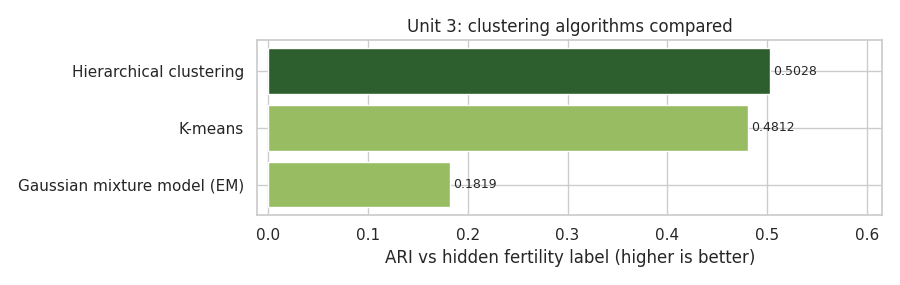 Unit 3: clustering algorithms compared
Hierarchical clustering
0.5028
K-means
0.4812
Gaussian mixture model (EM)
0.1819
0.0 0.1 0.2 0.3 0.4 0.5 0.6
ARI vs hidden fertility label (higher is better)